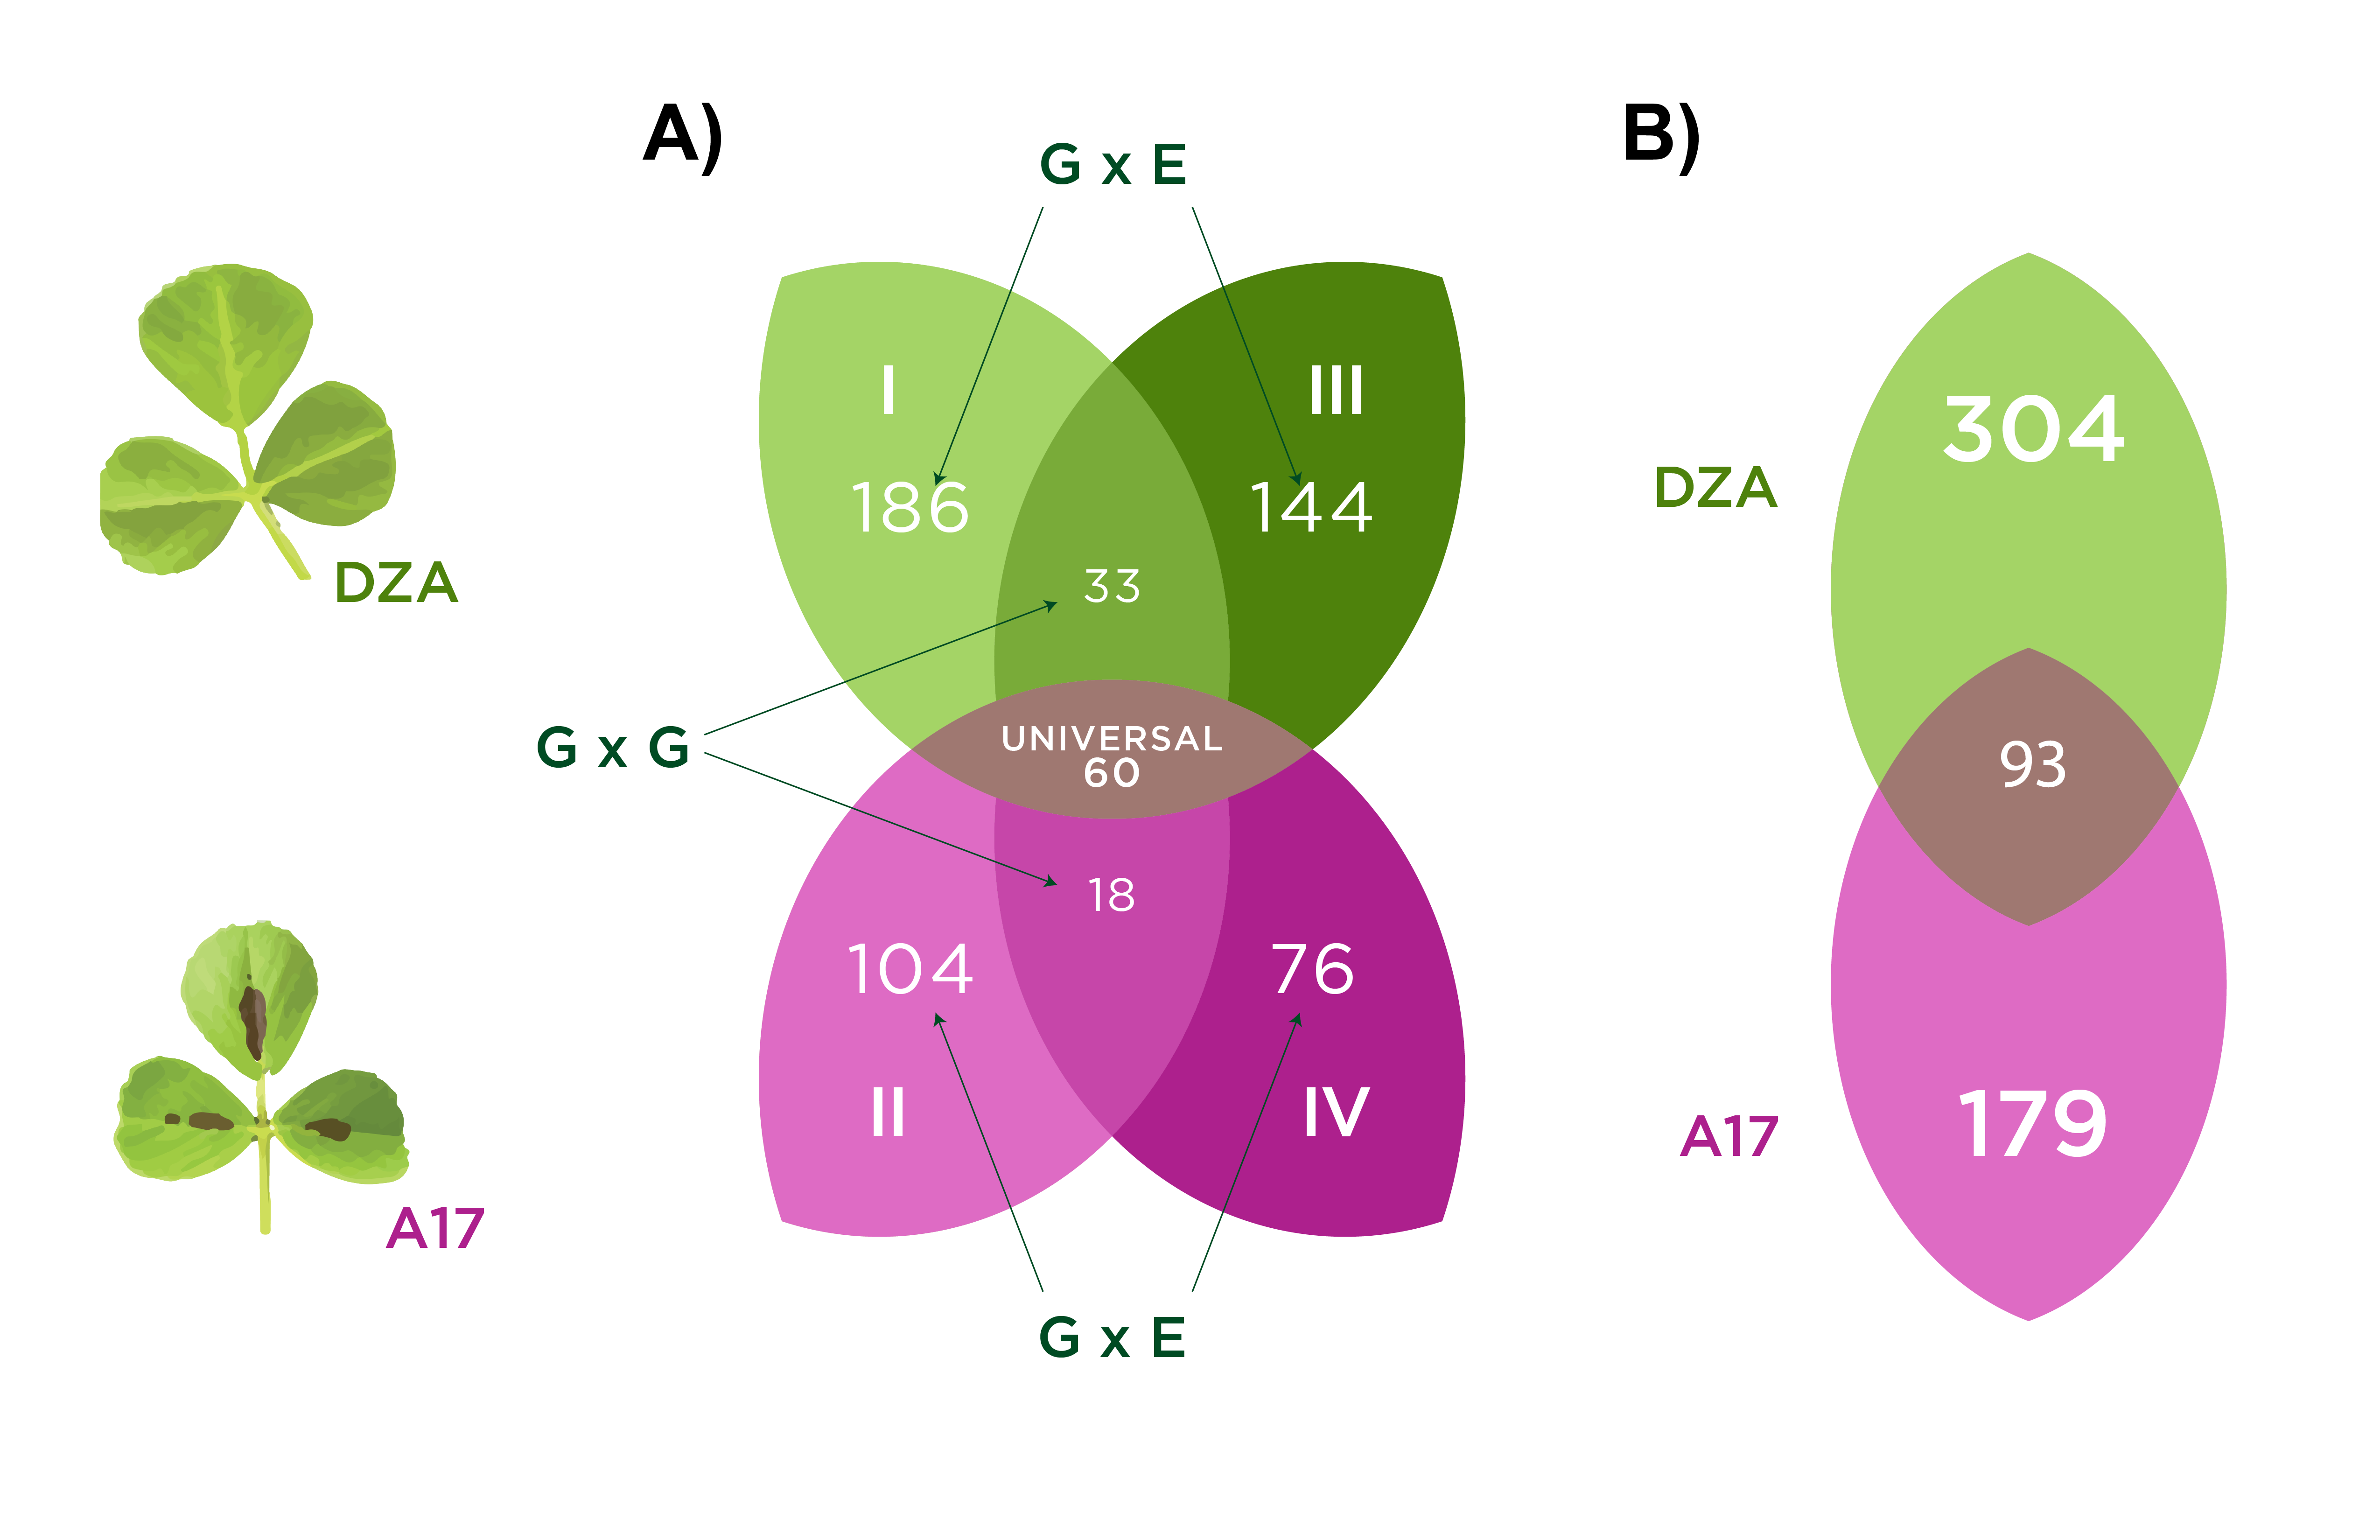 A)
B)
G x E
I
III
186
144
33
DZA
G x G
UNIVERSAL
60
18
104
76
II
IV
A17
G x E
304
DZA
93
A17
179